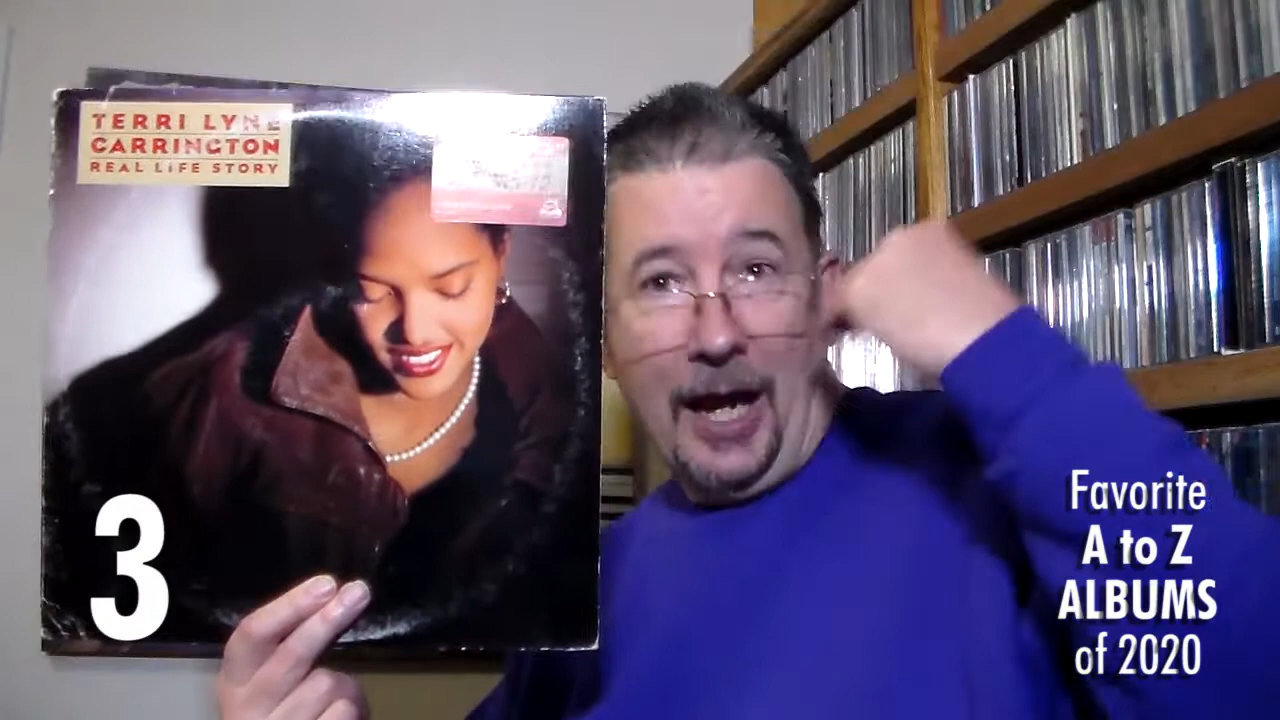 TERRI LYNE
CARRINGTON
REAL LIFE STORY
3
Favorite
A to Z
ALBUMS
of 2020